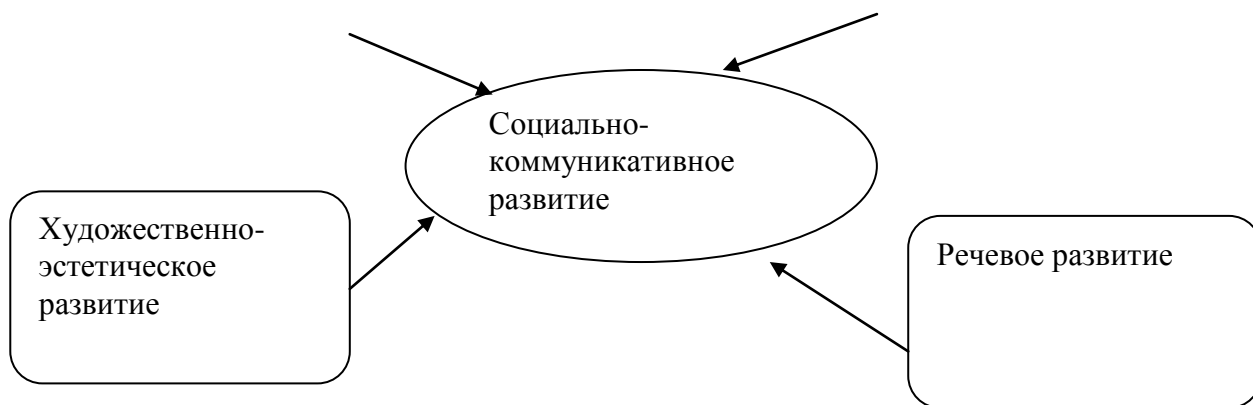 Социально-
коммуникативное
развитие
Художественно-
эстетическое
развитие
Речевое развитие